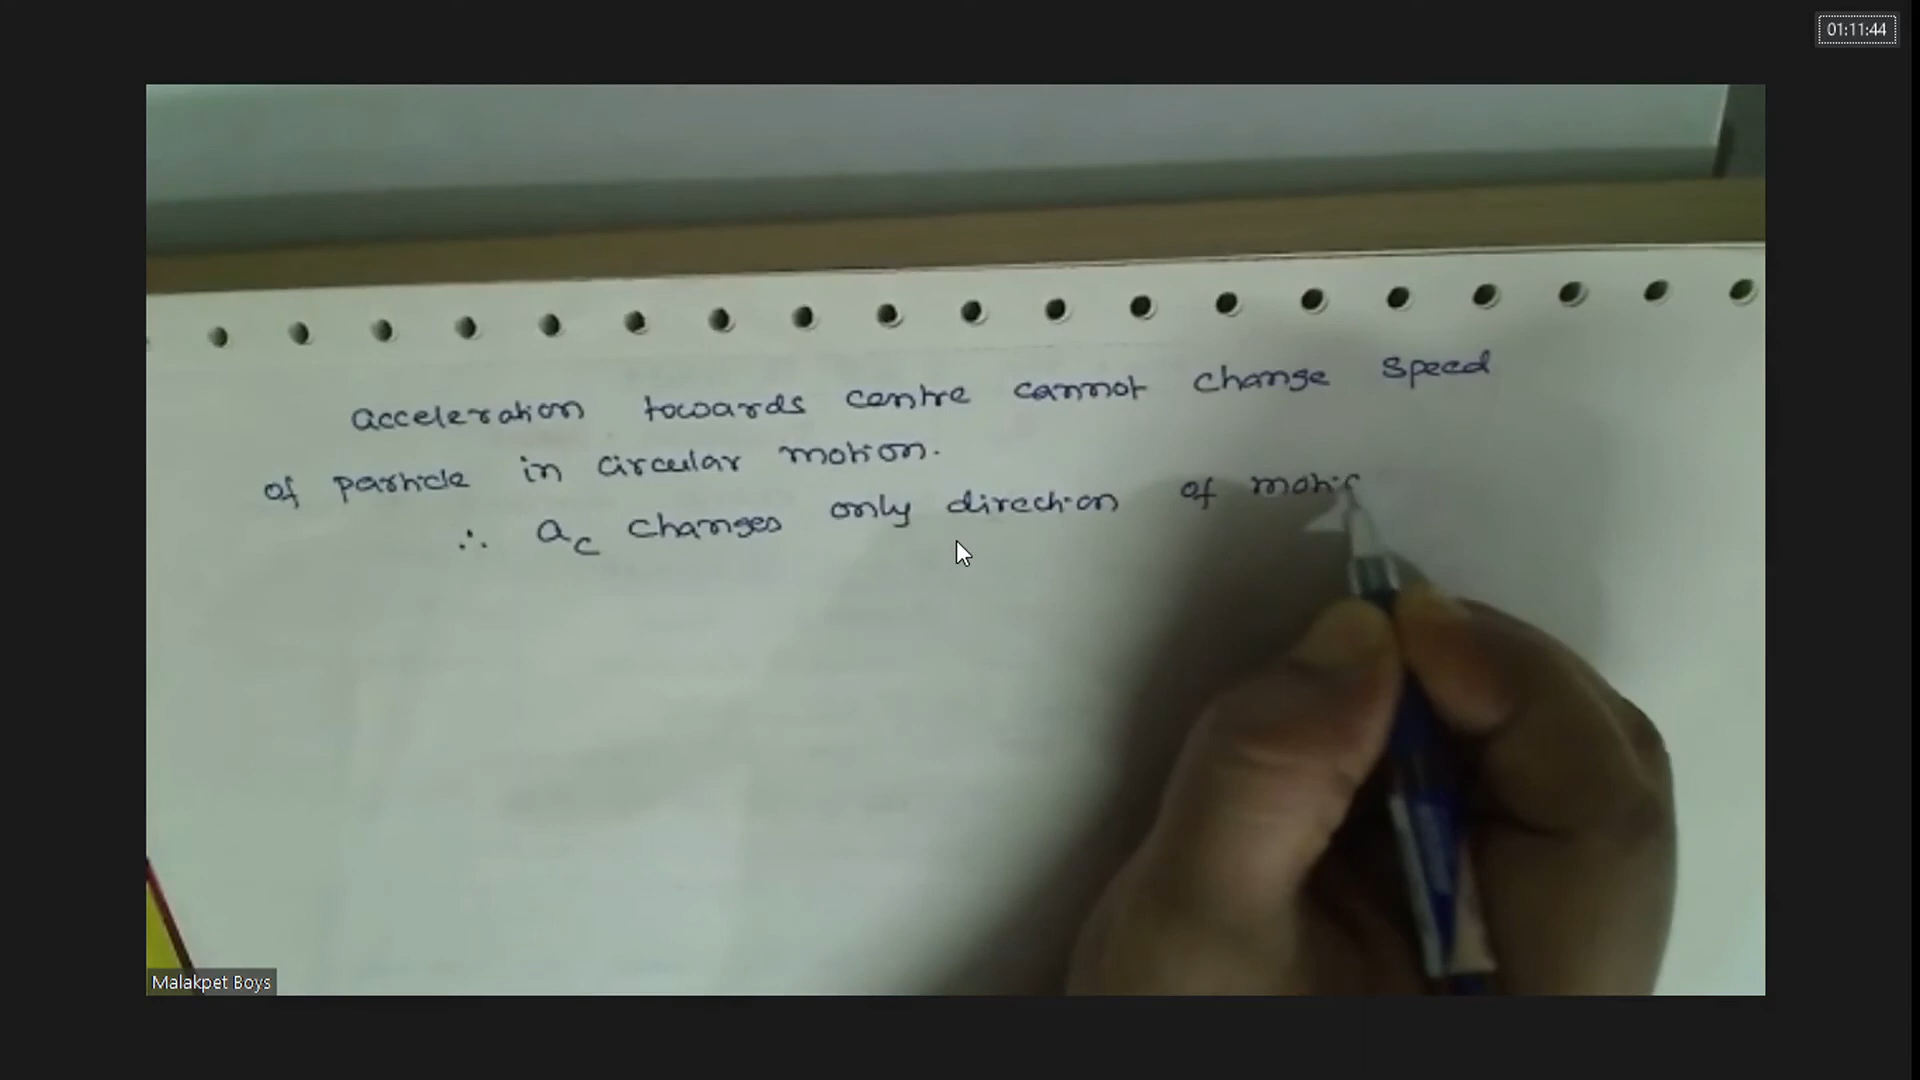 01:11:44
acceleration towards centre cannot change speed
of particle in circular motion.
∴ ac changes only direction of motio
Malakpet Boys